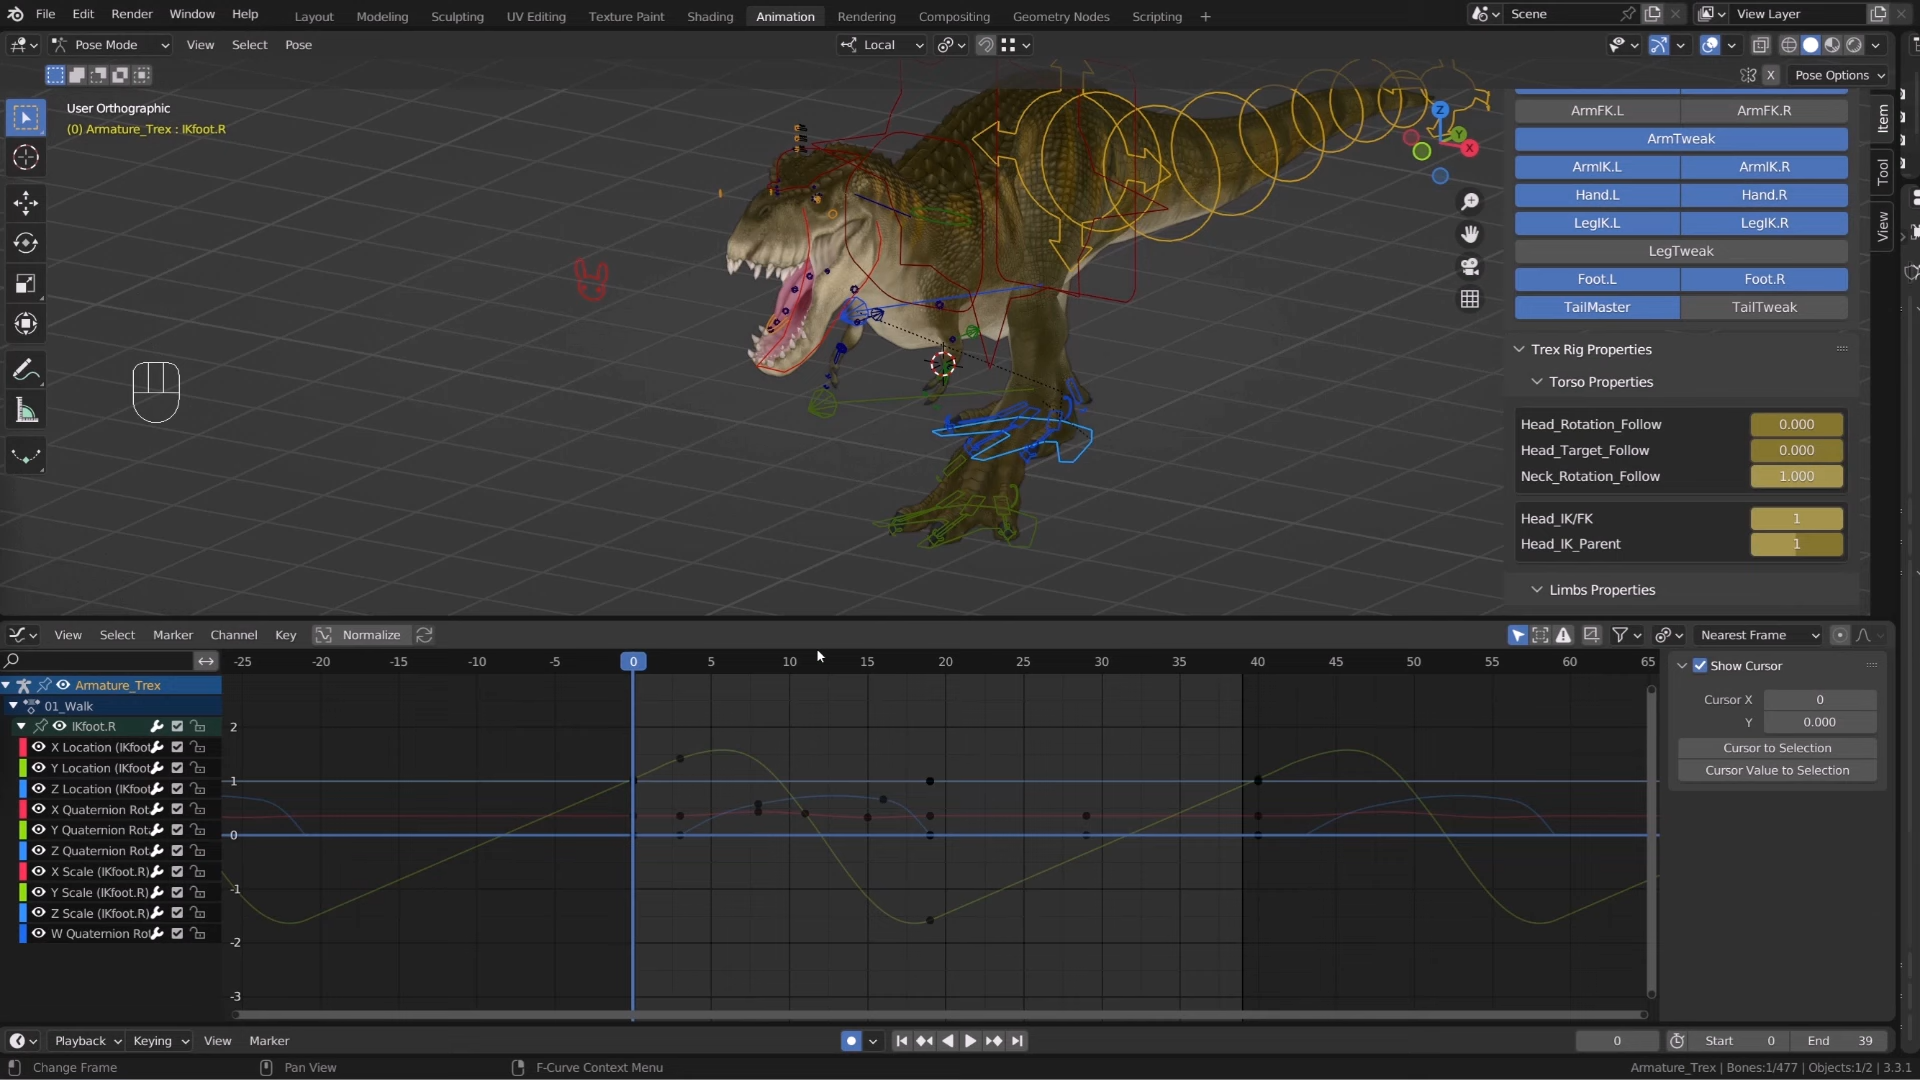 File Edit Render Window Help
Layout Modeling Sculpting UV Editing Texture Paint Shading Animation Rendering Compositing Geometry Nodes Scripting +
Scene View Layer
Pose Mode View Select Pose
Local
X Pose Options
User Orthographic
(0) Armature_Trex : IKfoot.R
Z
Y
X
ArmFK.L ArmFK.R
ArmTweak
ArmIK.L ArmIK.R
Hand.L Hand.R
LegIK.L LegIK.R
LegTweak
Foot.L Foot.R
TailMaster TailTweak
Item
Tool
View
Trex Rig Properties
Torso Properties
Head_Rotation_Follow 0.000
Head_Target_Follow 0.000
Neck_Rotation_Follow 1.000
Head_IK/FK 1
Head_IK_Parent 1
Limbs Properties
View Select Marker Channel Key Normalize
Nearest Frame
-25 -20 -15 -10 -5 0 5 10 15 20 25 30 35 40 45 50 55 60 65
Armature_Trex
01_Walk
IKfoot.R
X Location (IKfoot
Y Location (IKfoot
Z Location (IKfoot
X Quaternion Rot
Y Quaternion Rot
Z Quaternion Rot
X Scale (IKfoot.R)
Y Scale (IKfoot.R)
Z Scale (IKfoot.R)
W Quaternion Rot
2
1
0
-1
-2
-3
Show Cursor
Cursor X 0
Y 0.000
Cursor to Selection
Cursor Value to Selection
Playback Keying View Marker
0 Start 0 End 39
Change Frame Pan View F-Curve Context Menu
Armature_Trex | Bones:1/477 | Objects:1/2 | 3.3.1